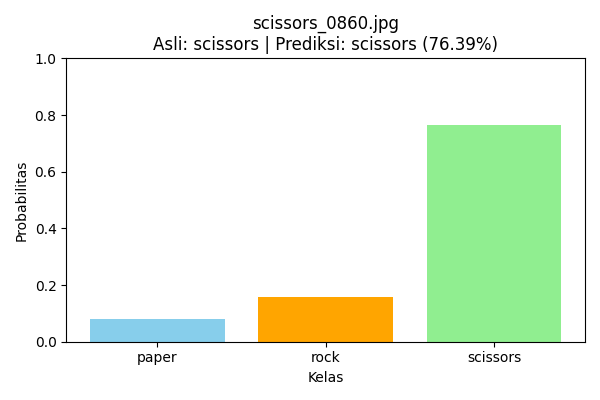 scissors_0860.jpg
Asli: scissors | Prediksi: scissors (76.39%)
1.0
0.8
0.6
0.4
0.2
0.0
Probabilitas
paper rock scissors
Kelas